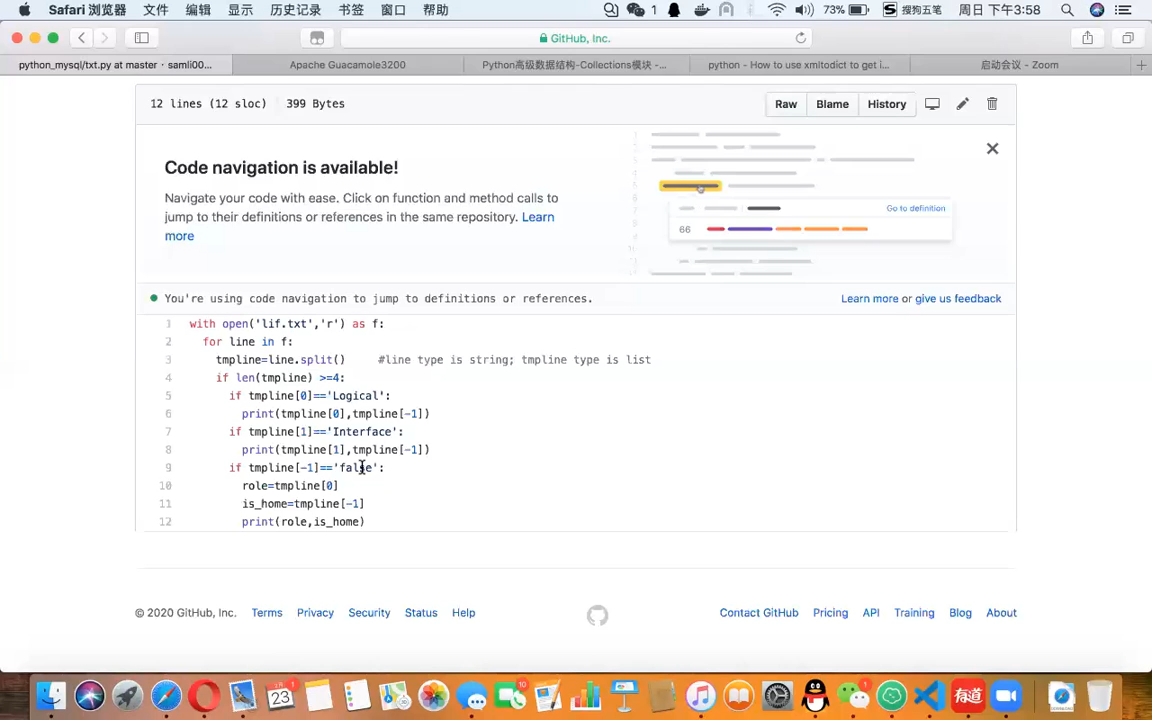 Safari 浏览器 文件 编辑 显示 历史记录 书签 窗口 帮助 1 73% S 搜狗五笔 周日 下午3:58
GitHub, Inc.
python_mysql/txt.py at master · samli00... Apache Guacamole3200 Python高级数据结构-Collections模块 -... python - How to use xmltodict to get i... 启动会议 - Zoom
12 lines (12 sloc) 399 Bytes Raw Blame History
Code navigation is available!
Navigate your code with ease. Click on function and method calls to
jump to their definitions or references in the same repository. Learn
more
Go to definition
66
You're using code navigation to jump to definitions or references. Learn more or give us feedback
1 with open('lif.txt','r') as f:
2 for line in f:
3 tmpline=line.split() #line type is string; tmpline type is list
4 if len(tmpline) >=4:
5 if tmpline[0]=='Logical':
6 print(tmpline[0],tmpline[-1])
7 if tmpline[1]=='Interface':
8 print(tmpline[1],tmpline[-1])
9 if tmpline[-1]=='false':
10 role=tmpline[0]
11 is_home=tmpline[-1]
12 print(role,is_home)
© 2020 GitHub, Inc. Terms Privacy Security Status Help Contact GitHub Pricing API Training Blog About
23 10 1 有道